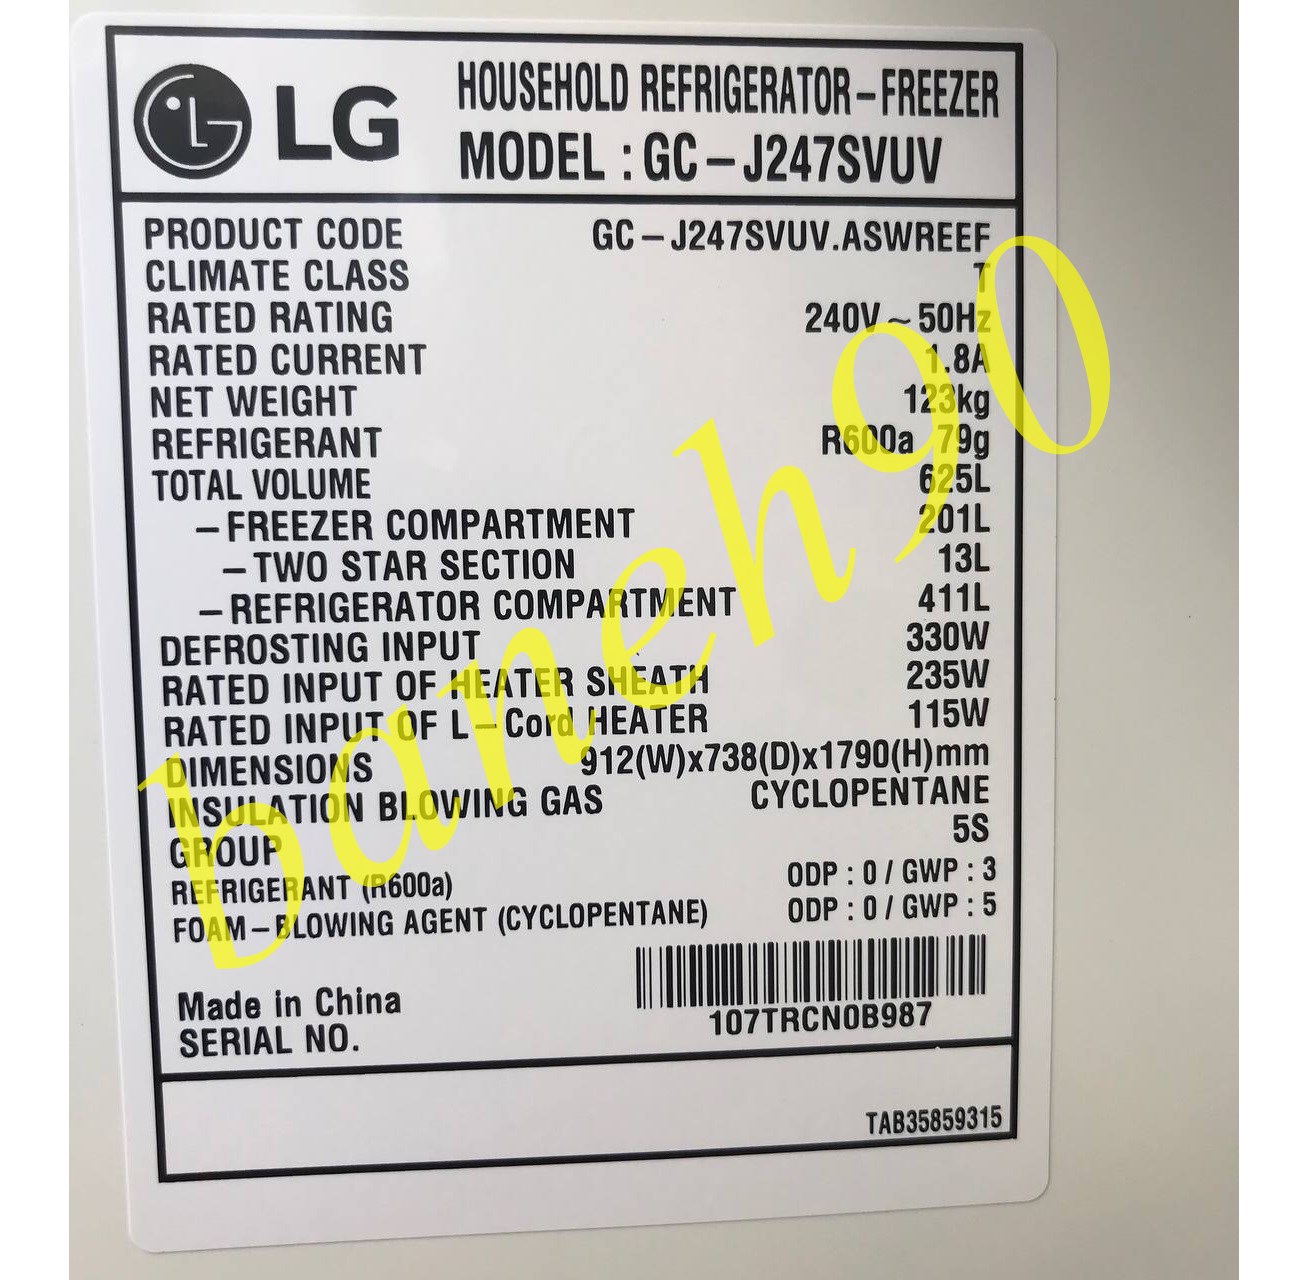 LG
HOUSEHOLD REFRIGERATOR-FREEZER
MODEL : GC-J247SVUV
PRODUCT CODE GC-J247SVUV.ASWREEF
CLIMATE CLASS T
RATED RATING 240V ~ 50Hz
RATED CURRENT 1.8A
NET WEIGHT 123kg
REFRIGERANT R600a 79g
TOTAL VOLUME 625L
-FREEZER COMPARTMENT 201L
-TWO STAR SECTION 13L
-REFRIGERATOR COMPARTMENT 411L
DEFROSTING INPUT 330W
RATED INPUT OF HEATER SHEATH 235W
RATED INPUT OF L-Cord HEATER 115W
DIMENSIONS 912(W)x738(D)x1790(H)mm
INSULATION BLOWING GAS CYCLOPENTANE
GROUP 5S
REFRIGERANT (R600a) ODP : 0 / GWP : 3
FOAM-BLOWING AGENT (CYCLOPENTANE) ODP : 0 / GWP : 5
Made in China
SERIAL NO. 107TRCN0B987
TAB35859315
baneh90